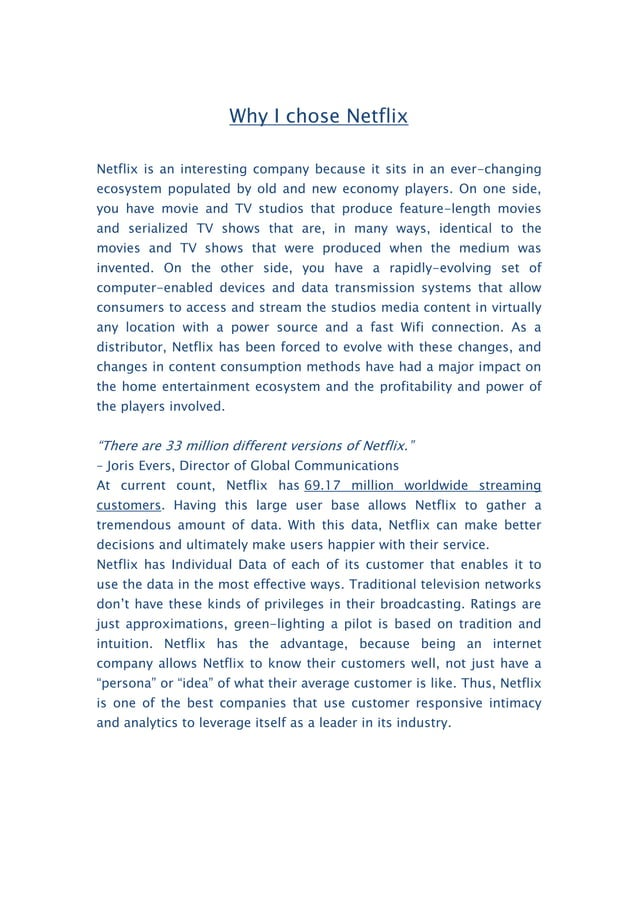 Why I chose Netflix
Netflix is an interesting company because it sits in an ever-changing
ecosystem populated by old and new economy players. On one side,
you have movie and TV studios that produce feature-length movies
and serialized TV shows that are, in many ways, identical to the
movies and TV shows that were produced when the medium was
invented. On the other side, you have a rapidly-evolving set of
computer-enabled devices and data transmission systems that allow
consumers to access and stream the studios media content in virtually
any location with a power source and a fast Wifi connection. As a
distributor, Netflix has been forced to evolve with these changes, and
changes in content consumption methods have had a major impact on
the home entertainment ecosystem and the profitability and power of
the players involved.
“There are 33 million different versions of Netflix.”
– Joris Evers, Director of Global Communications
At current count, Netflix has 69.17 million worldwide streaming
customers. Having this large user base allows Netflix to gather a
tremendous amount of data. With this data, Netflix can make better
decisions and ultimately make users happier with their service.
Netflix has Individual Data of each of its customer that enables it to
use the data in the most effective ways. Traditional television networks
don’t have these kinds of privileges in their broadcasting. Ratings are
just approximations, green-lighting a pilot is based on tradition and
intuition. Netflix has the advantage, because being an internet
company allows Netflix to know their customers well, not just have a
“persona” or “idea” of what their average customer is like. Thus, Netflix
is one of the best companies that use customer responsive intimacy
and analytics to leverage itself as a leader in its industry.